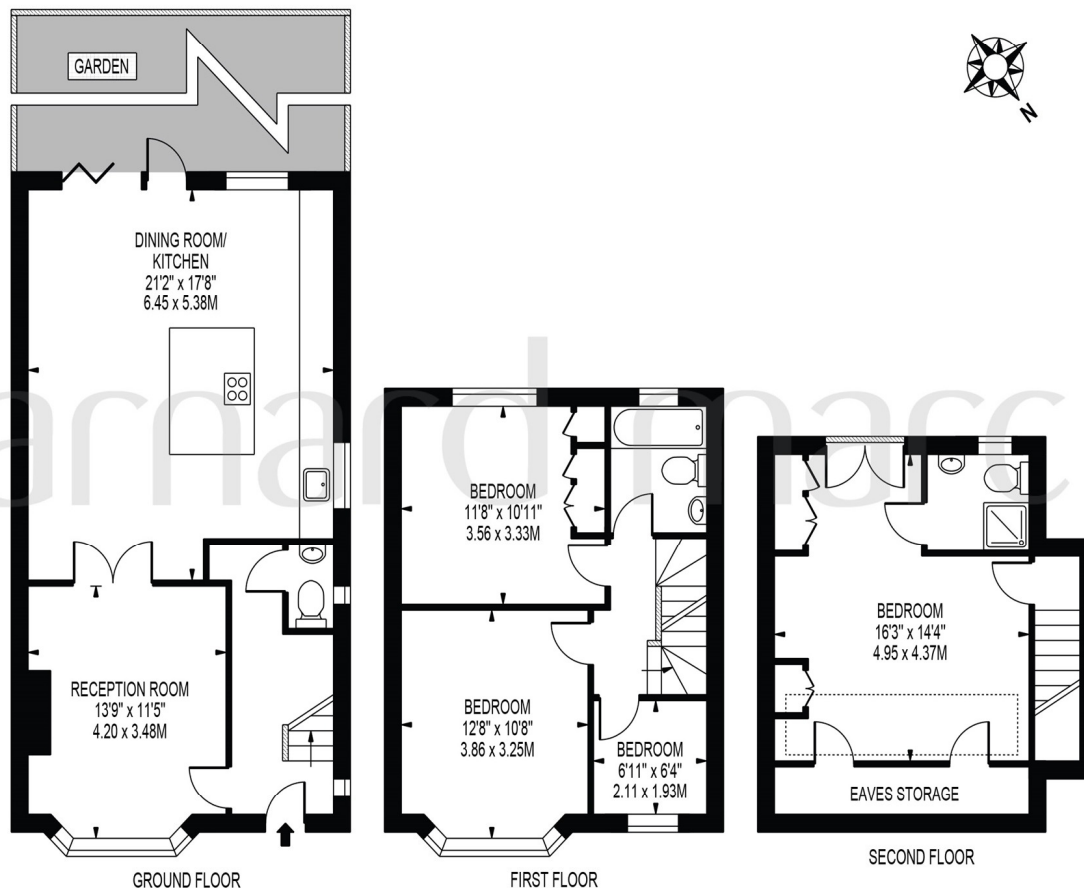 GARDEN
N
DINING ROOM/
KITCHEN
21'2" x 17'8"
6.45 x 5.38M
RECEPTION ROOM
13'9" x 11'5"
4.20 x 3.48M
GROUND FLOOR
BEDROOM
11'8" x 10'11"
3.56 x 3.33M
BEDROOM
12'8" x 10'8"
3.86 x 3.25M
BEDROOM
6'11" x 6'4"
2.11 x 1.93M
FIRST FLOOR
BEDROOM
16'3" x 14'4"
4.95 x 4.37M
EAVES STORAGE
SECOND FLOOR
arnard marc